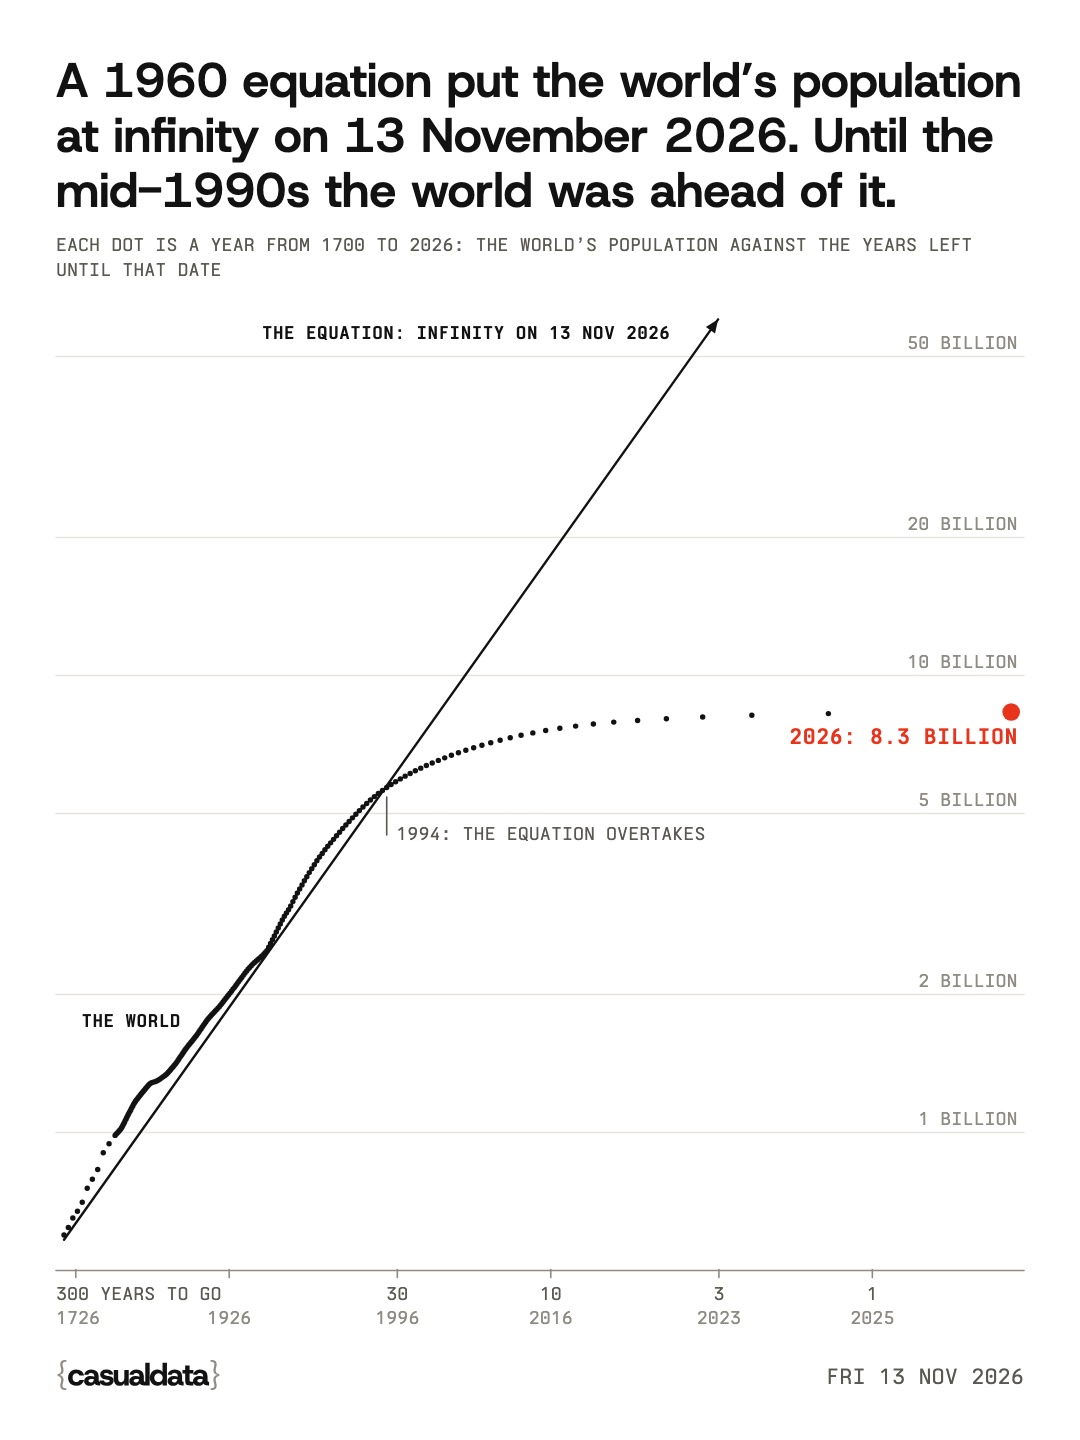 A 1960 equation put the world’s population
at infinity on 13 November 2026. Until the
mid–1990s the world was ahead of it.
EACH DOT IS A YEAR FROM 1700 TO 2026: THE WORLD’S POPULATION AGAINST THE YEARS LEFT
UNTIL THAT DATE
THE EQUATION: INFINITY ON 13 NOV 2026
50 BILLION
20 BILLION
10 BILLION
2026: 8.3 BILLION
5 BILLION
1994: THE EQUATION OVERTAKES
2 BILLION
THE WORLD
1 BILLION
300 YEARS TO GO 30 10 3 1
1726 1926 1996 2016 2023 2025
{casualdata}
FRI 13 NOV 2026